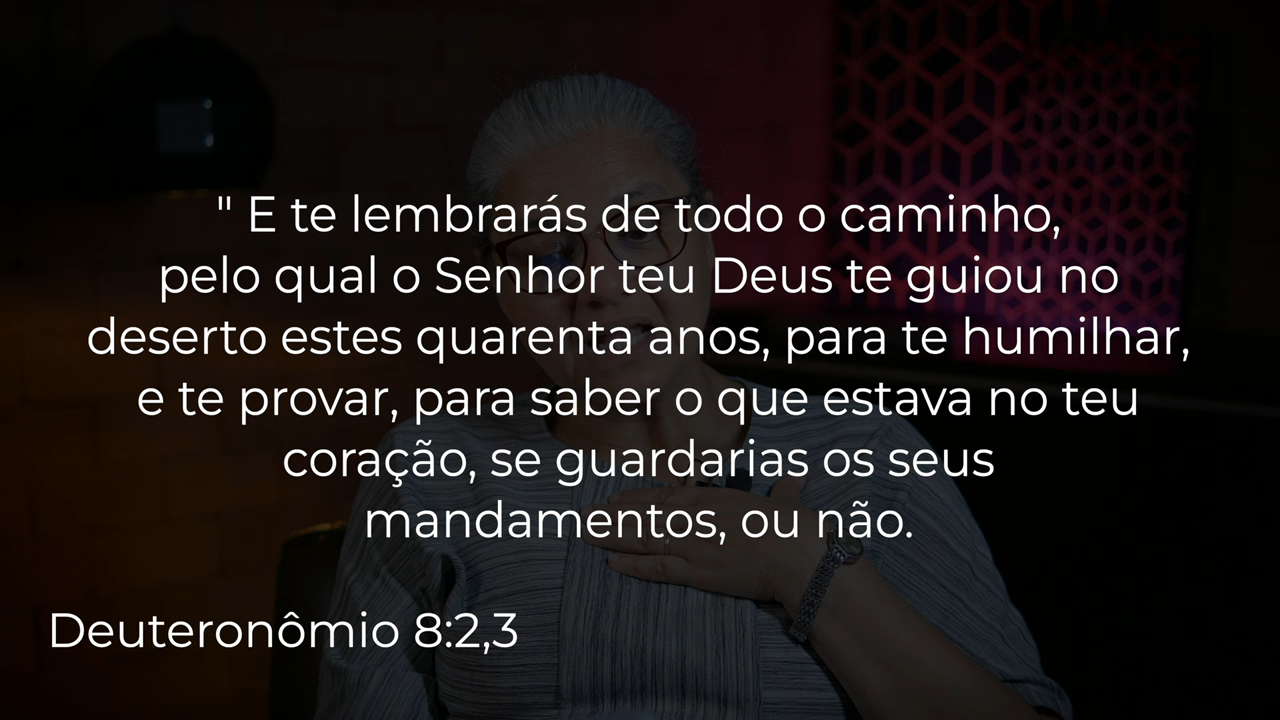 " E te lembrarás de todo o caminho,
pelo qual o Senhor teu Deus te guiou no
deserto estes quarenta anos, para te humilhar,
e te provar, para saber o que estava no teu
coração, se guardarias os seus
mandamentos, ou não.
Deuteronômio 8:2,3